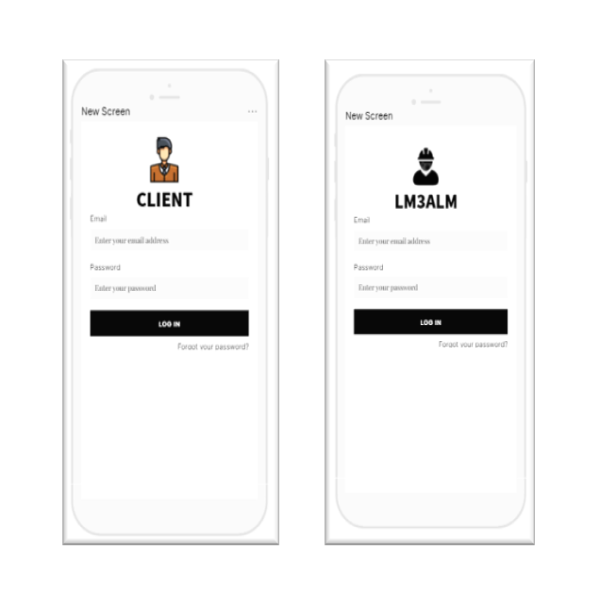 New Screen
CLIENT
Email
Enter your email address
Password
Enter your password
LOG IN
Forgot your password?
New Screen
LM3ALM
Email
Enter your email address
Password
Enter your password
LOG IN
Forgot your password?